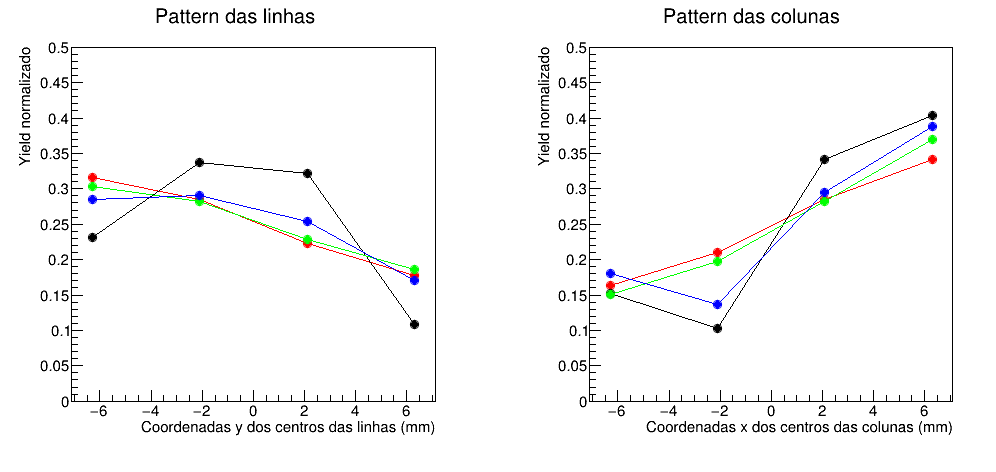 Pattern das linhas
Yield normalizado
0.5
0.45
0.4
0.35
0.3
0.25
0.2
0.15
0.1
0.05
0
−6 −4 −2 0 2 4 6
Coordenadas y dos centros das linhas (mm)
Pattern das colunas
Yield normalizado
0.5
0.45
0.4
0.35
0.3
0.25
0.2
0.15
0.1
0.05
0
−6 −4 −2 0 2 4 6
Coordenadas x dos centros das colunas (mm)